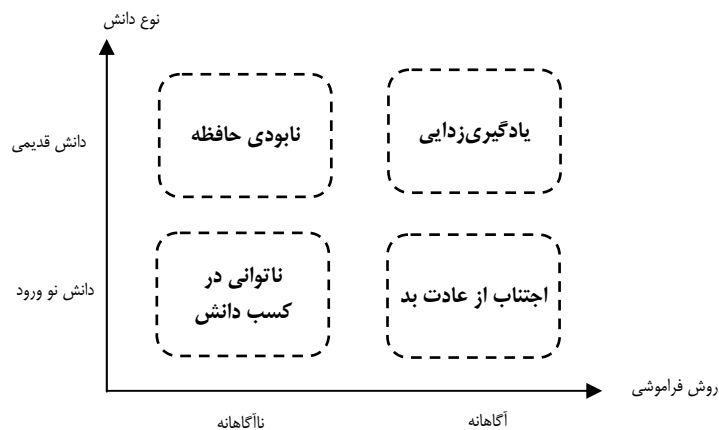 نوع دانش
دانش قدیمی
یادگیری‌زدایی
نابودی حافظه
دانش نو ورود
اجتناب از عادت بد
ناتوانی در
کسب دانش
روش فراموشی
آگاهانه
ناآگاهانه